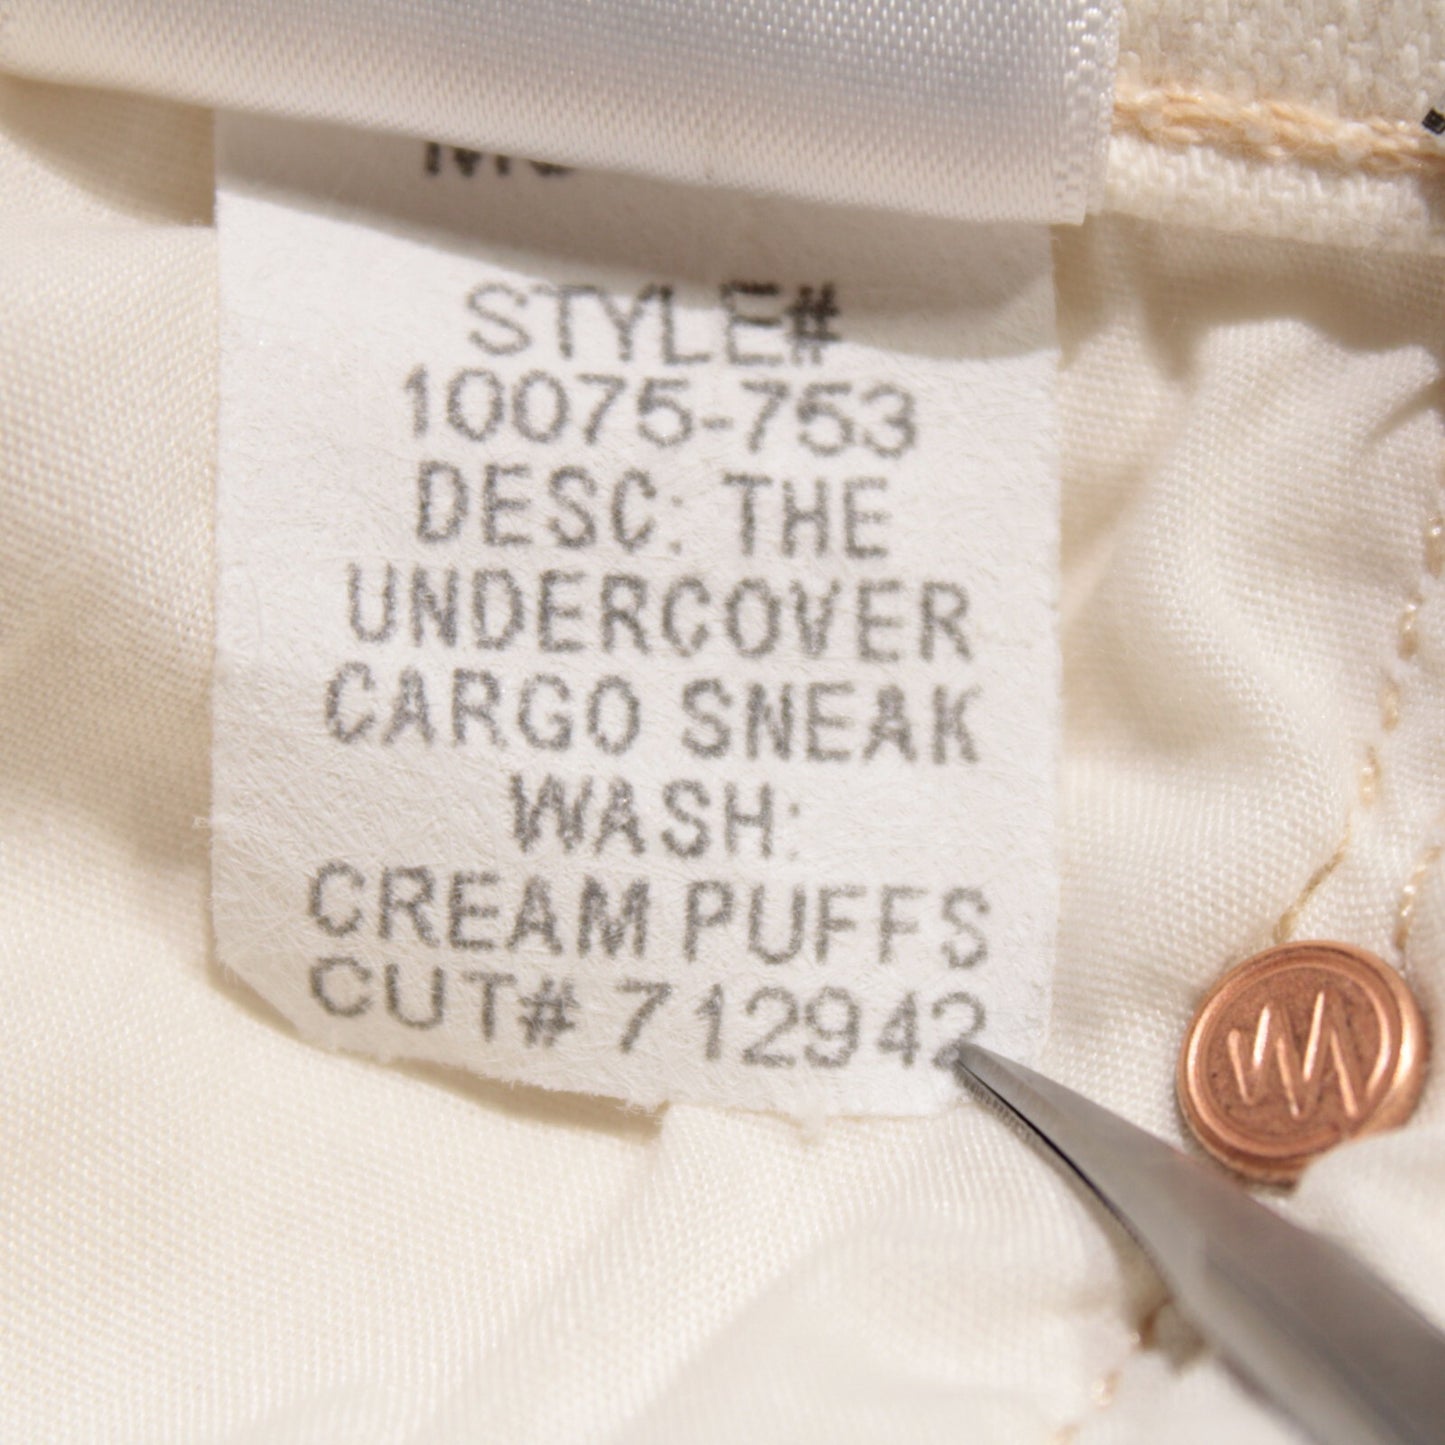 STYLE#
10075-753
DESC: THE
UNDERCOVER
CARGO SNEAK
WASH:
CREAM PUFFS
CUT# 712942